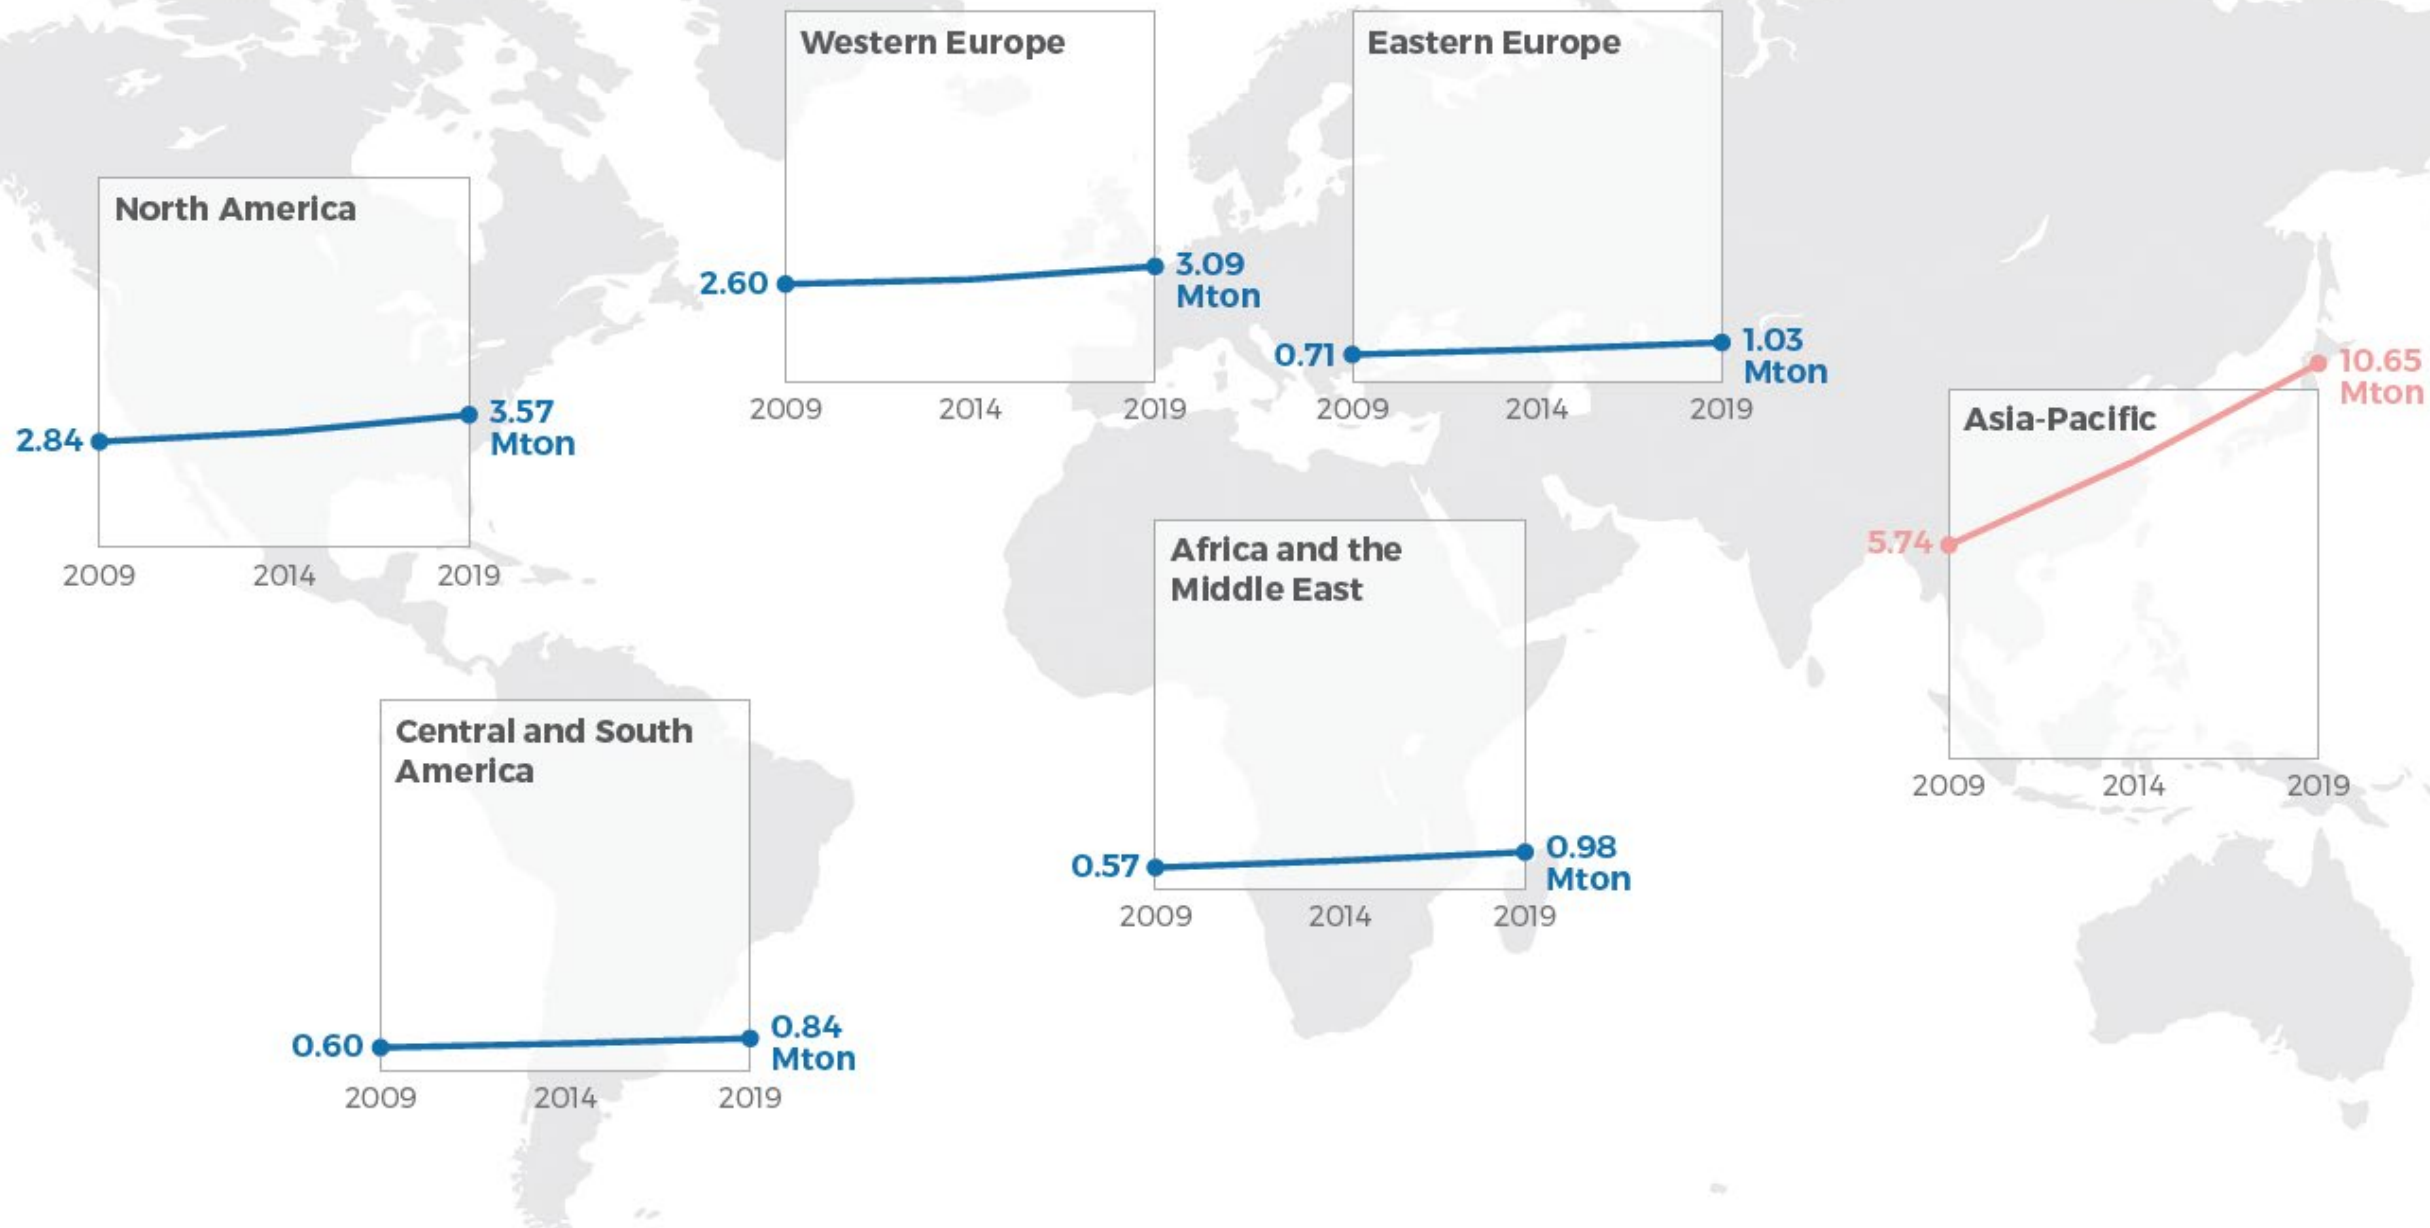 Western Europe
2.60
3.09
Mton
2009 2014 2019
Eastern Europe
0.71
1.03
Mton
2009 2014 2019
North America
2.84
3.57
Mton
2009 2014 2019
Asia-Pacific
5.74
10.65
Mton
2009 2014 2019
Africa and the
Middle East
0.57
0.98
Mton
2009 2014 2019
Central and South
America
0.60
0.84
Mton
2009 2014 2019